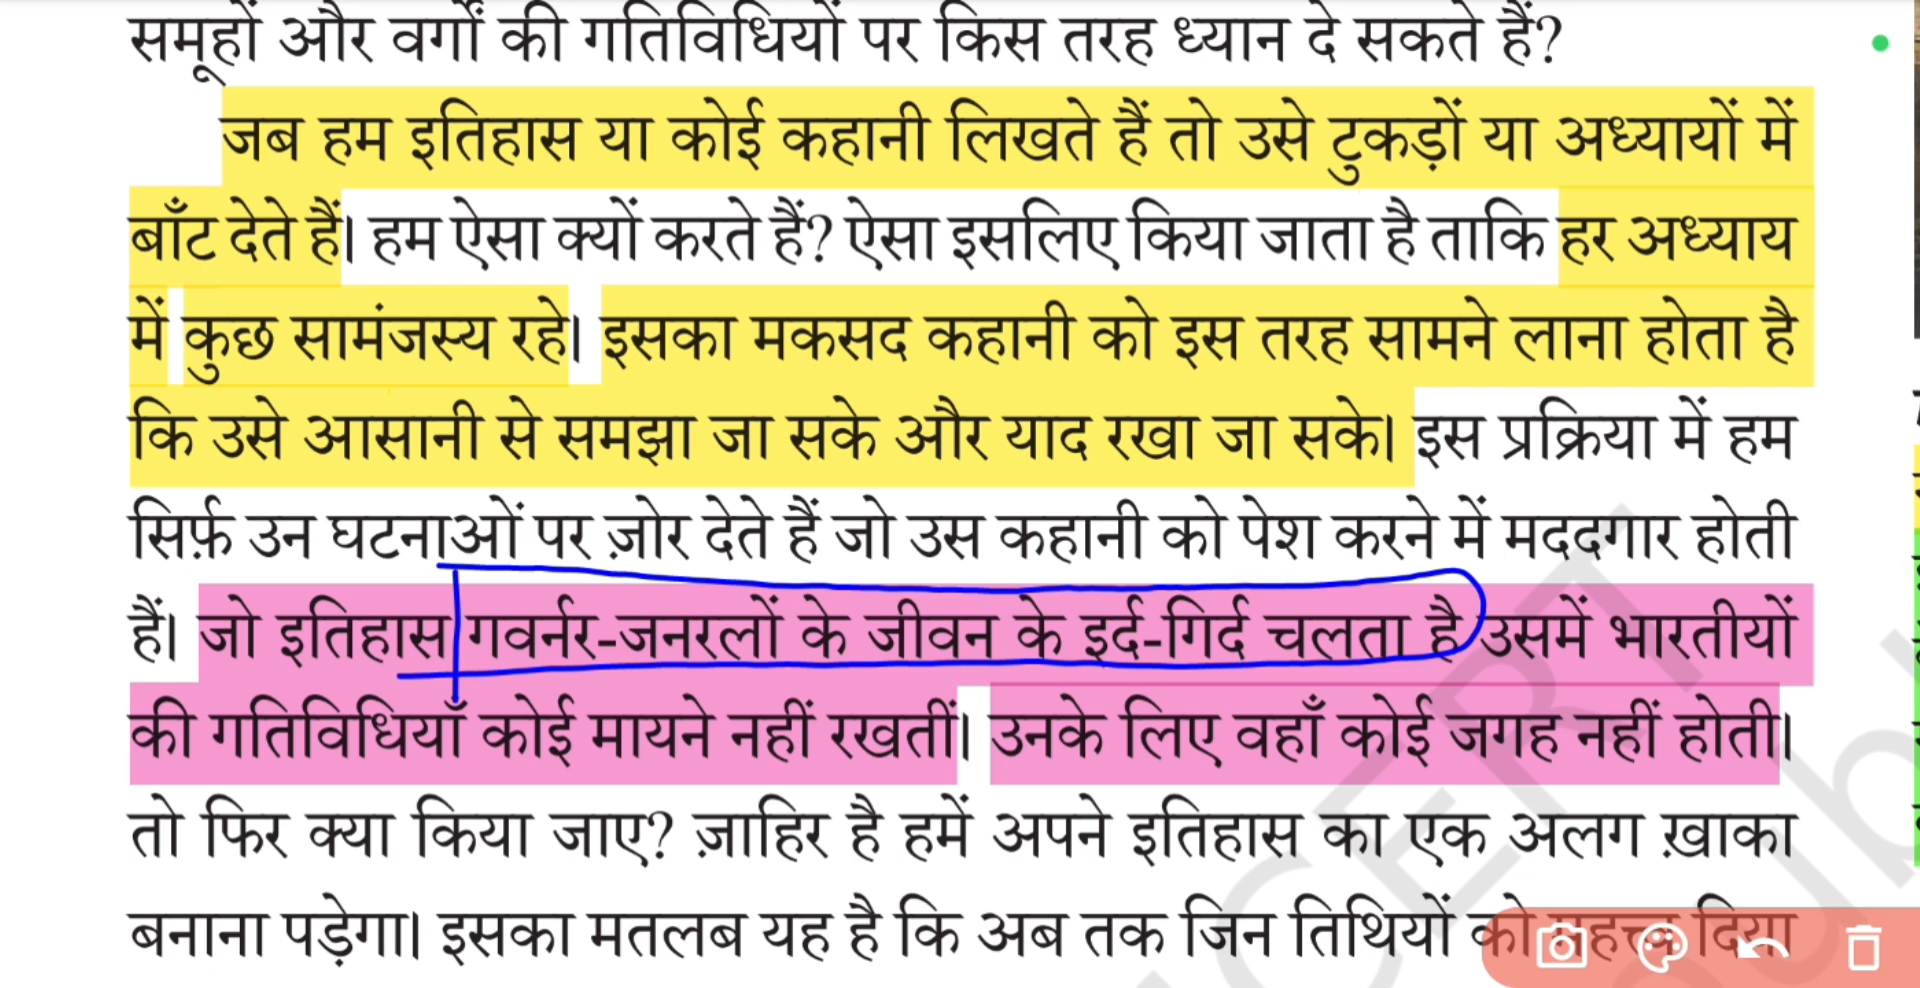 समूहों और वर्गों की गतिविधियों पर किस तरह ध्यान दे सकते हैं?
जब हम इतिहास या कोई कहानी लिखते हैं तो उसे टुकड़ों या अध्यायों में
बाँट देते हैं। हम ऐसा क्यों करते हैं? ऐसा इसलिए किया जाता है ताकि हर अध्याय
में कुछ सामंजस्य रहे। इसका मकसद कहानी को इस तरह सामने लाना होता है
कि उसे आसानी से समझा जा सके और याद रखा जा सके। इस प्रक्रिया में हम
सिर्फ़ उन घटनाओं पर ज़ोर देते हैं जो उस कहानी को पेश करने में मददगार होती
हैं। जो इतिहास गवर्नर-जनरलों के जीवन के इर्द-गिर्द चलता है उसमें भारतीयों
की गतिविधियाँ कोई मायने नहीं रखतीं। उनके लिए वहाँ कोई जगह नहीं होती।
तो फिर क्या किया जाए? ज़ाहिर है हमें अपने इतिहास का एक अलग ख़ाका
बनाना पड़ेगा। इसका मतलब यह है कि अब तक जिन तिथियों को महत्त्व दिया